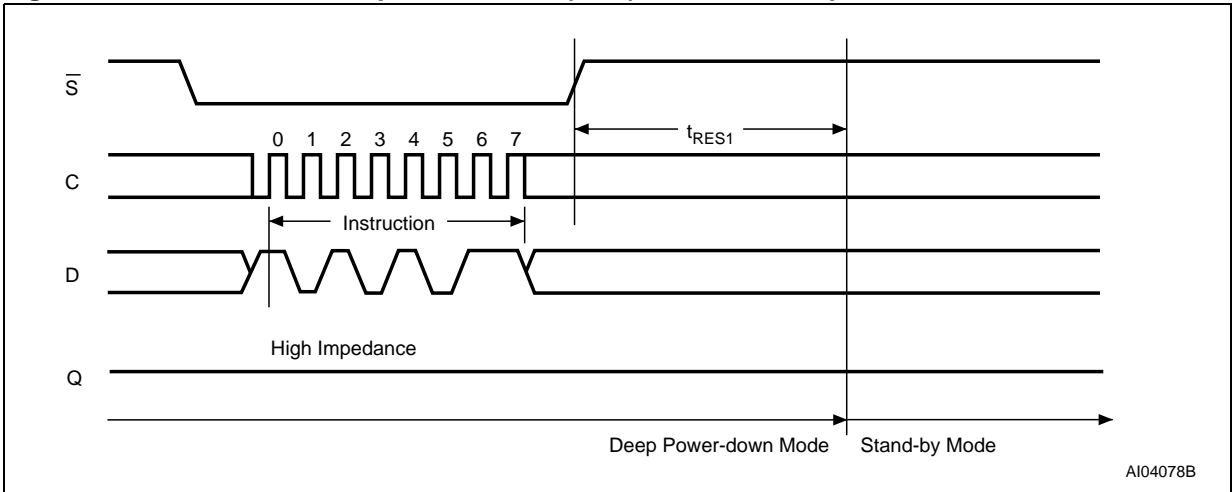 S̅
tRES1
0 1 2 3 4 5 6 7
C
Instruction
D
High Impedance
Q
Deep Power-down Mode Stand-by Mode
AI04078B